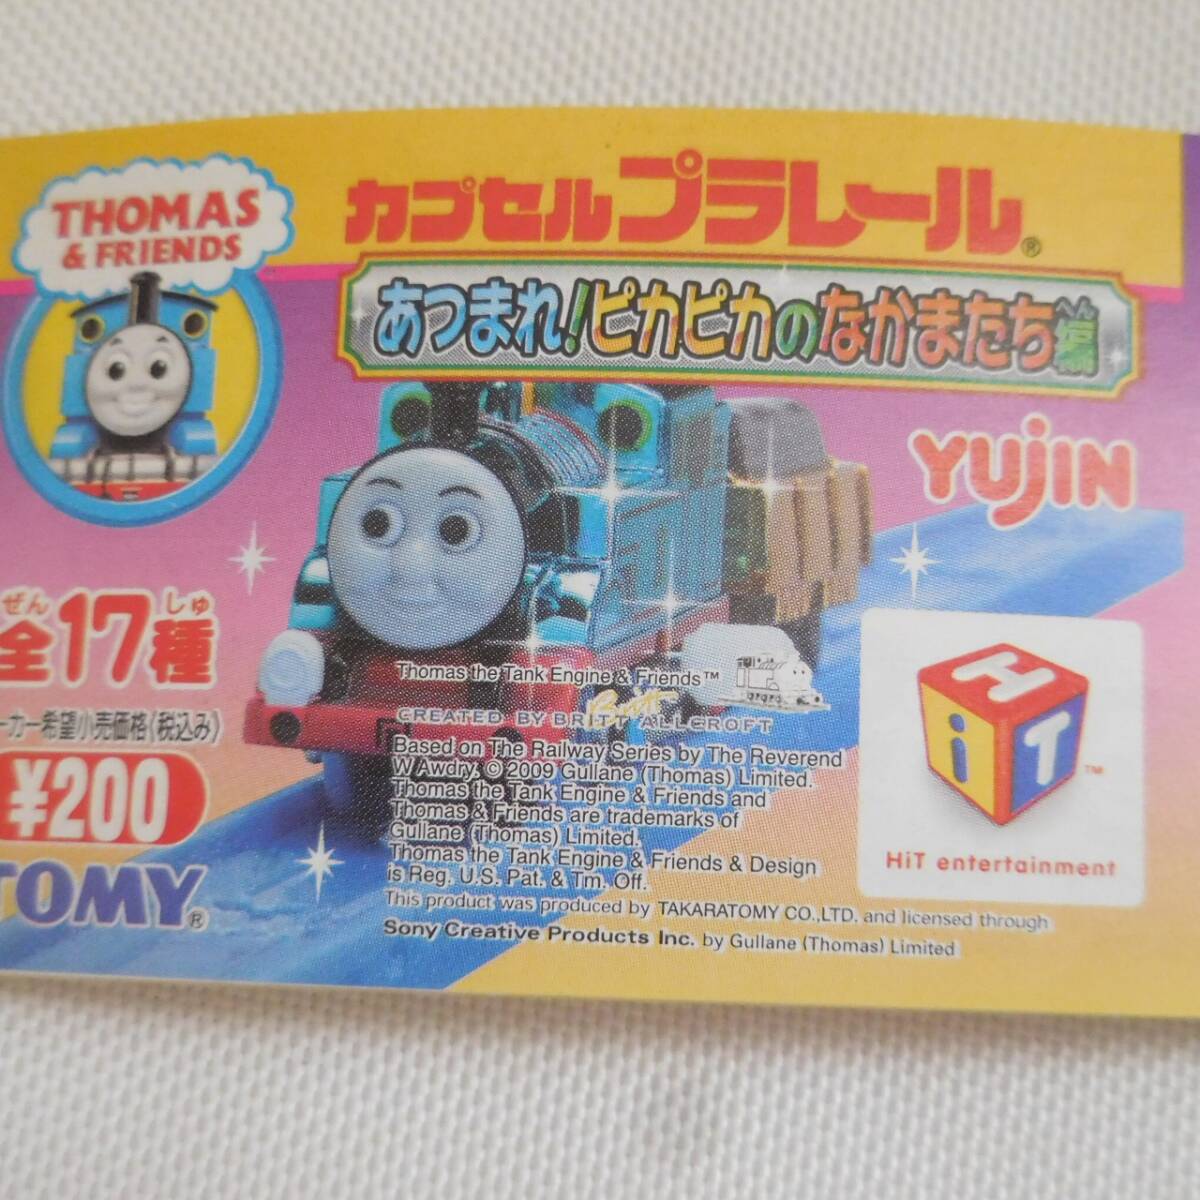 THOMAS
& FRIENDS
カプセルプラレール®
あつまれ!ピカピカのなかまたち編
へん
YUJIN
ぜん しゅ
全17種
ーカー希望小売価格〈税込み〉
¥200
TOMY®
Thomas the Tank Engine & Friends™
Britt
CREATED BY BRITT ALLCROFT
Based on The Railway Series by The Reverend
W Awdry. © 2009 Gullane (Thomas) Limited.
Thomas the Tank Engine & Friends and
Thomas & Friends are trademarks of
Gullane (Thomas) Limited.
Thomas the Tank Engine & Friends & Design
is Reg. U.S. Pat. & Tm. Off.
This product was produced by TAKARATOMY CO.,LTD. and licensed through
Sony Creative Products Inc. by Gullane (Thomas) Limited
HiT ™
HiT entertainment